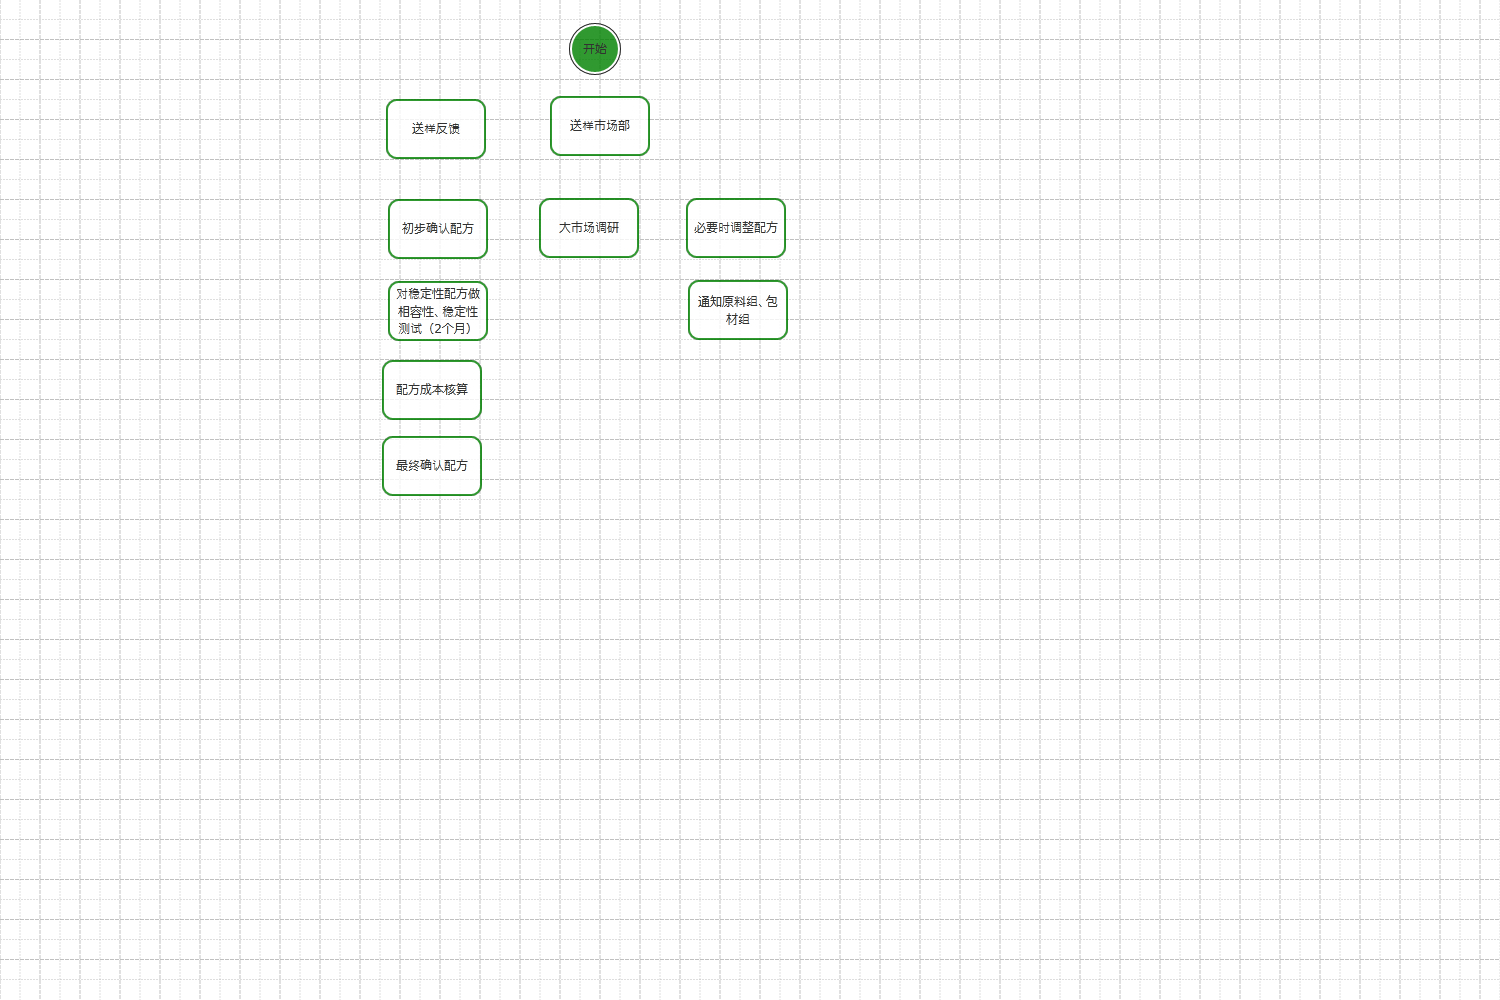 开始
送样反馈
送样市场部
初步确认配方
大市场调研
必要时调整配方
对稳定性配方做
相容性、稳定性
测试（2个月）
通知原料组、包
材组
配方成本核算
最终确认配方